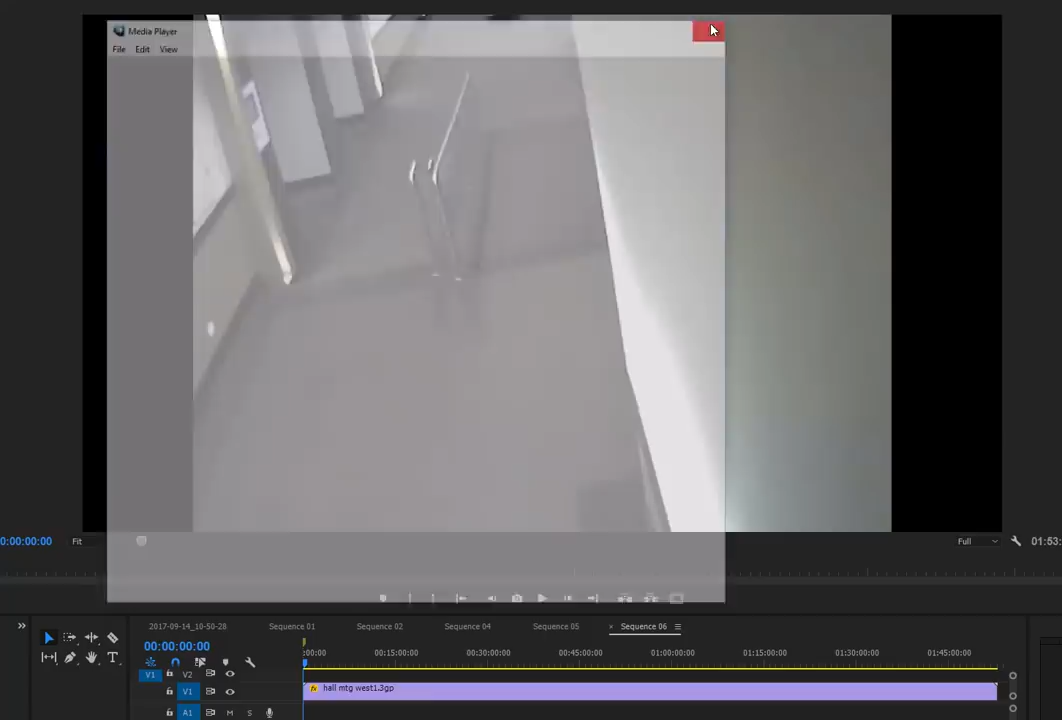 Media Player
File Edit View
0:00:00:00 Fit Full 01:53:
2017-09-14_10-50-28 Sequence 01 Sequence 02 Sequence 04 Sequence 05 × Sequence 06
00:00:00:00
:00:00 00:15:00:00 00:30:00:00 00:45:00:00 01:00:00:00 01:15:00:00 01:30:00:00 01:45:00:00
V1 V2
V1 fx hall mtg west1.3gp
A1 M S